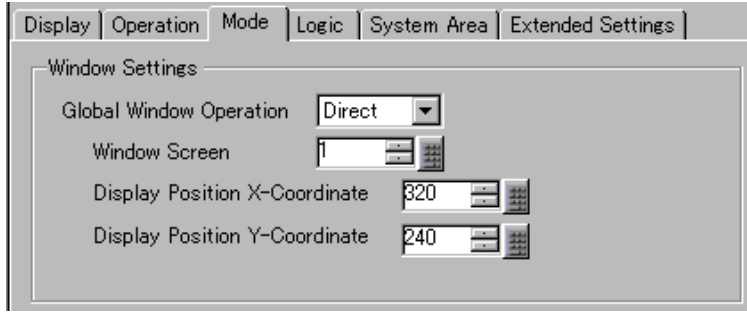 Display Operation Mode Logic System Area Extended Settings
Window Settings
Global Window Operation Direct
Window Screen 1
Display Position X-Coordinate 320
Display Position Y-Coordinate 240